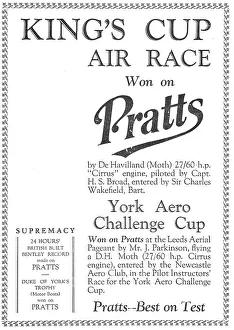 KING'S CUP
AIR RACE
Won on
Pratts
by De Havilland (Moth) 27/60 h.p.
"Cirrus" engine, piloted by Capt.
H. S. Broad, entered by Sir Charles
Wakefield, Bart.
York Aero
Challenge Cup
Won on Pratts at the Leeds Aerial
Pageant by Mr. J. Parkinson, flying
a D.H. Moth (27/60 h.p. Cirrus
engine), entered by the Newcastle
Aero Club, in the Pilot Instructors'
Race for the York Aero Challenge
Cup.
Pratts--Best on Test
SUPREMACY
24 HOURS'
BRITISH BUILT
BENTLEY RECORD
made on
PRATTS
DUKE OF YORK'S
TROPHY
(Motor Boats)
won on
PRATTS